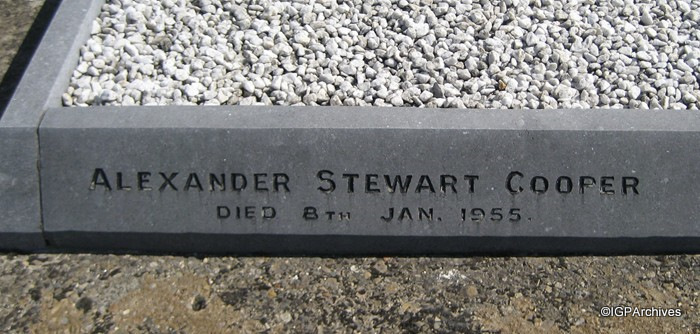 ALEXANDER STEWART COOPER
DIED 8TH JAN. 1955.
©IGPArchives